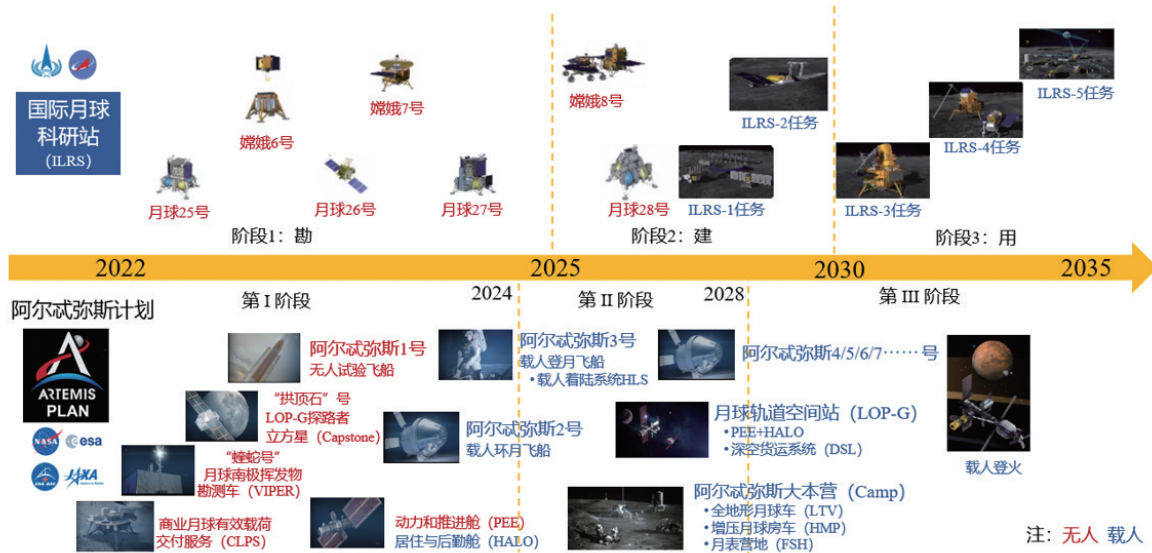 国际月球
科研站
(ILRS)
嫦娥6号
嫦娥7号
嫦娥8号
ILRS-2任务
ILRS-5任务
ILRS-4任务
月球25号
月球26号
月球27号
月球28号
ILRS-1任务
ILRS-3任务
阶段1：勘
阶段2：建
阶段3：用
2022
2025
2030
2035
阿尔忒弥斯计划
第 I 阶段
2024
第 II 阶段
2028
第 III 阶段
ARTEMIS
PLAN
NASA
esa
JAXA
阿尔忒弥斯1号
无人试验飞船
阿尔忒弥斯3号
载人登月飞船
•载人着陆系统HLS
阿尔忒弥斯4/5/6/7……号
“拱顶石”号
LOP-G探路者
立方星（Capstone）
阿尔忒弥斯2号
载人环月飞船
月球轨道空间站（LOP-G）
•PEE+HALO
•深空货运系统（DSL）
载人登火
“蝰蛇号”
月球南极挥发物
勘测车（VIPER）
商业月球有效载荷
交付服务（CLPS）
动力和推进舱（PEE）
居住与后勤舱（HALO）
阿尔忒弥斯大本营（Camp）
•全地形月球车（LTV）
•增压月球房车（HMP）
•月表营地（FSH）
注：无人 载人